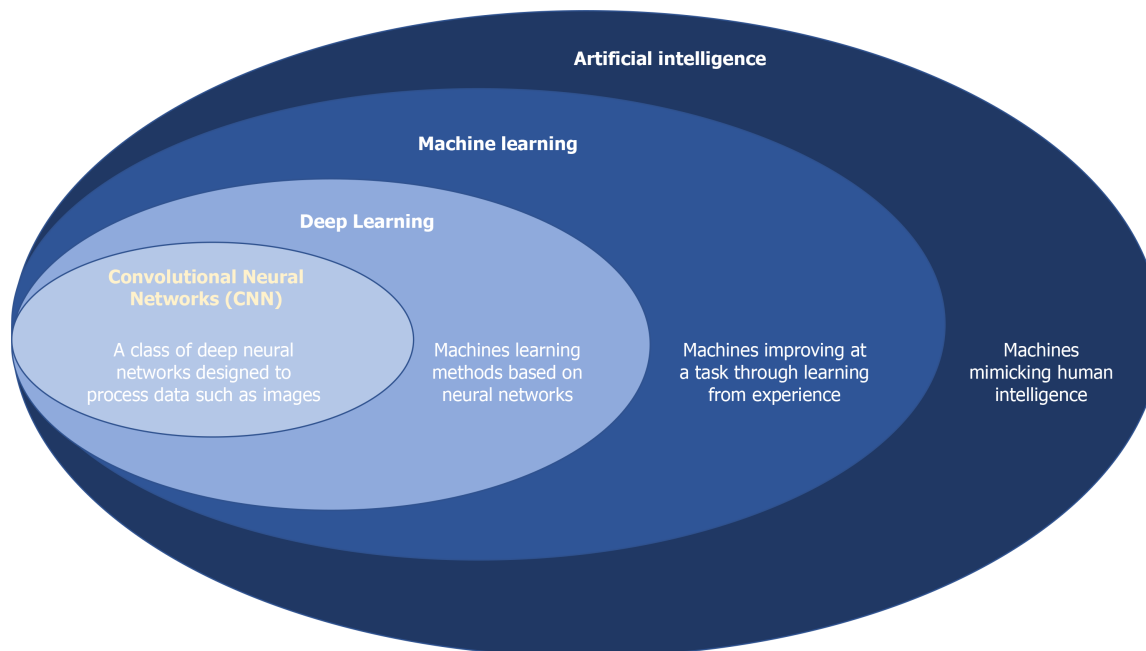 Artificial intelligence
Machine learning
Deep Learning
Convolutional Neural
Networks (CNN)
A class of deep neural
networks designed to
process data such as images
Machines learning
methods based on
neural networks
Machines improving at
a task through learning
from experience
Machines
mimicking human
intelligence